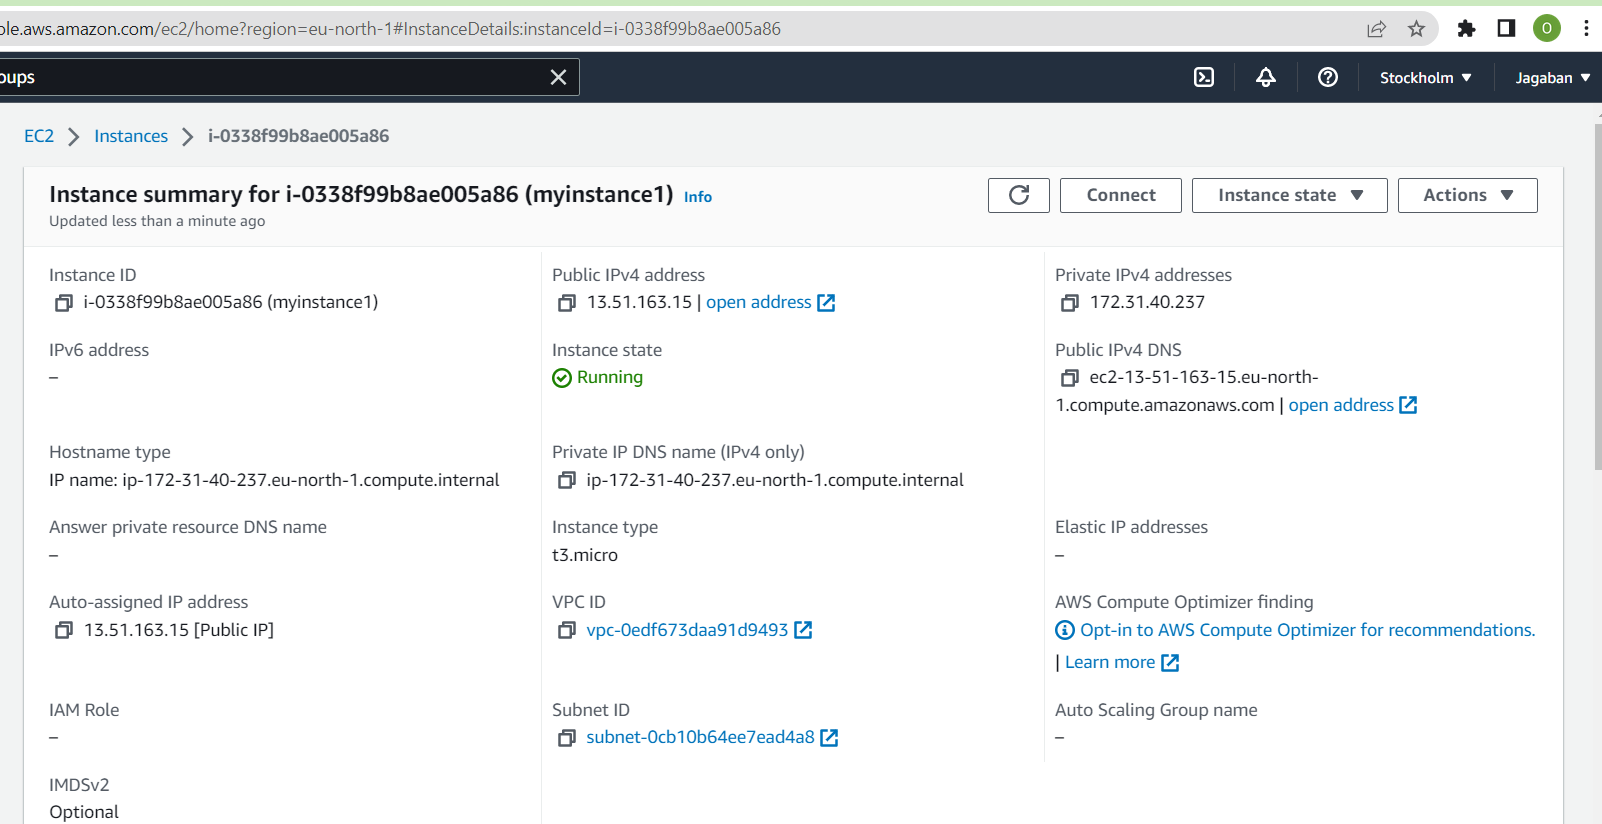 ole.aws.amazon.com/ec2/home?region=eu-north-1#InstanceDetails:instanceId=i-0338f99b8ae005a86
O
oups
Stockholm
Jagaban
EC2 > Instances > i-0338f99b8ae005a86
Instance summary for i-0338f99b8ae005a86 (myinstance1) Info
Updated less than a minute ago
Connect
Instance state
Actions
Instance ID
i-0338f99b8ae005a86 (myinstance1)
Public IPv4 address
13.51.163.15 | open address
Private IPv4 addresses
172.31.40.237
IPv6 address
–
Instance state
Running
Public IPv4 DNS
ec2-13-51-163-15.eu-north-
1.compute.amazonaws.com | open address
Hostname type
IP name: ip-172-31-40-237.eu-north-1.compute.internal
Private IP DNS name (IPv4 only)
ip-172-31-40-237.eu-north-1.compute.internal
Answer private resource DNS name
–
Instance type
t3.micro
Elastic IP addresses
–
Auto-assigned IP address
13.51.163.15 [Public IP]
VPC ID
vpc-0edf673daa91d9493
AWS Compute Optimizer finding
Opt-in to AWS Compute Optimizer for recommendations.
| Learn more
IAM Role
–
Subnet ID
subnet-0cb10b64ee7ead4a8
Auto Scaling Group name
–
IMDSv2
Optional